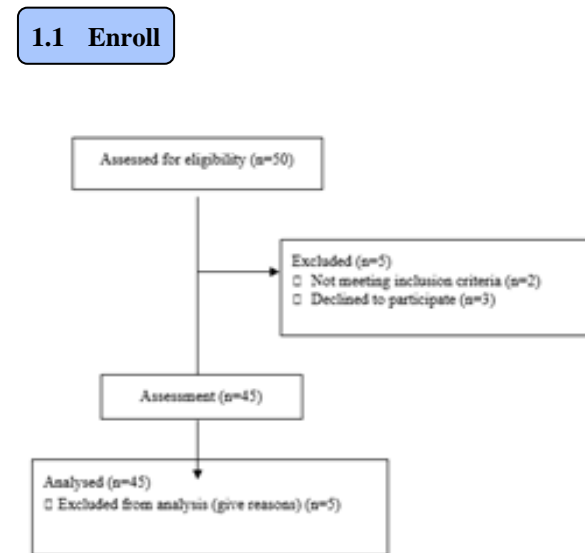 1.1 Enroll
Assessed for eligibility (n=50)
Excluded (n=5)
▯ Not meeting inclusion criteria (n=2)
▯ Declined to participate (n=3)
Assessment (n=45)
Analysed (n=45)
▯ Excluded from analysis (give reasons) (n=5)